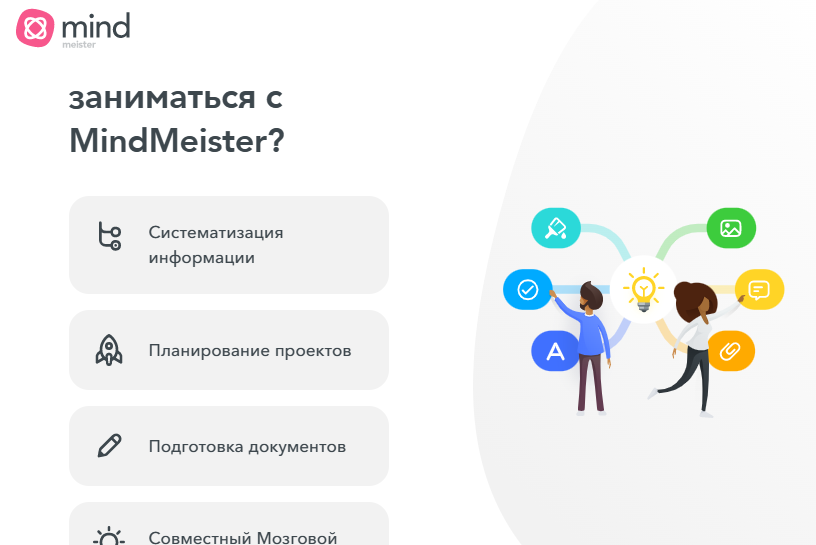 mind
meister
заниматься с
MindMeister?
Систематизация
информации
Планирование проектов
Подготовка документов
Совместный Мозговой
A